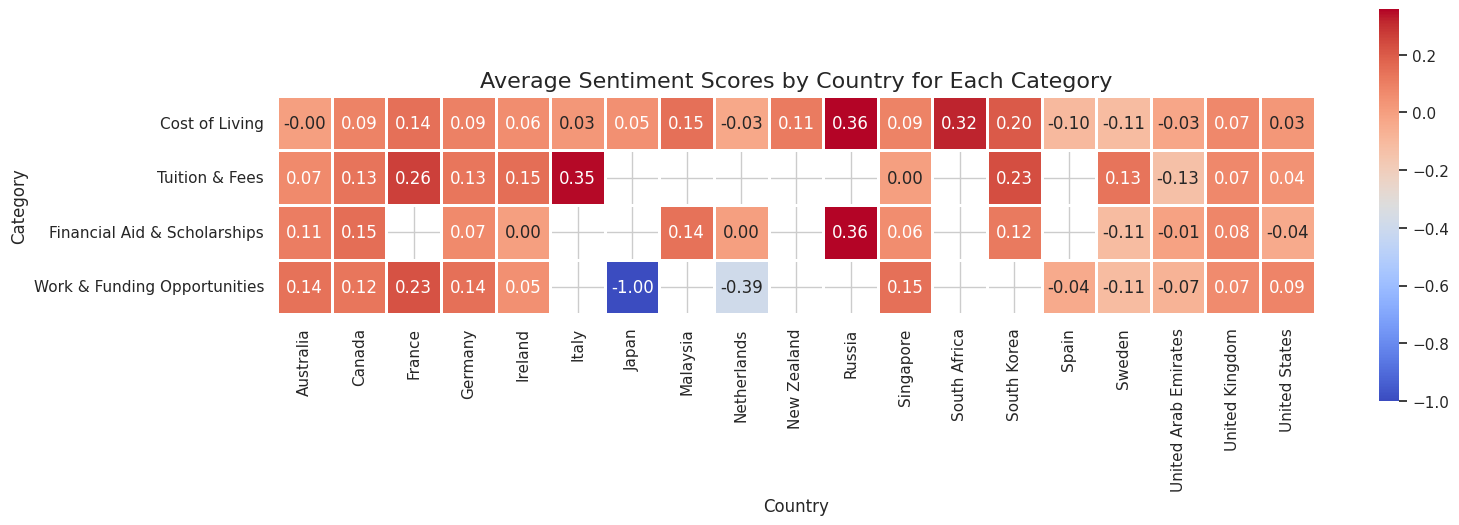 Average Sentiment Scores by Country for Each Category
Category
Cost of Living -0.00 0.09 0.14 0.09 0.06 0.03 0.05 0.15 -0.03 0.11 0.36 0.09 0.32 0.20 -0.10 -0.11 -0.03 0.07 0.03
Tuition & Fees 0.07 0.13 0.26 0.13 0.15 0.35 0.00 0.23 0.13 -0.13 0.07 0.04
Financial Aid & Scholarships 0.11 0.15 0.07 0.00 0.14 0.00 0.36 0.06 0.12 -0.11 -0.01 0.08 -0.04
Work & Funding Opportunities 0.14 0.12 0.23 0.14 0.05 -1.00 -0.39 0.15 -0.04 -0.11 -0.07 0.07 0.09
Australia
Canada
France
Germany
Ireland
Italy
Japan
Malaysia
Netherlands
New Zealand
Russia
Singapore
South Africa
South Korea
Spain
Sweden
United Arab Emirates
United Kingdom
United States
Country
0.2
0.0
−0.2
−0.4
−0.6
−0.8
−1.0